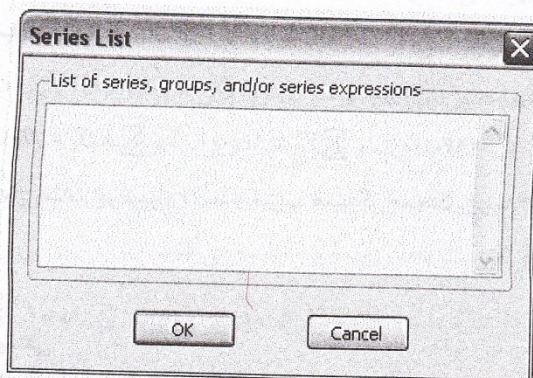 Series List
List of series, groups, and/or series expressions
OK
Cancel